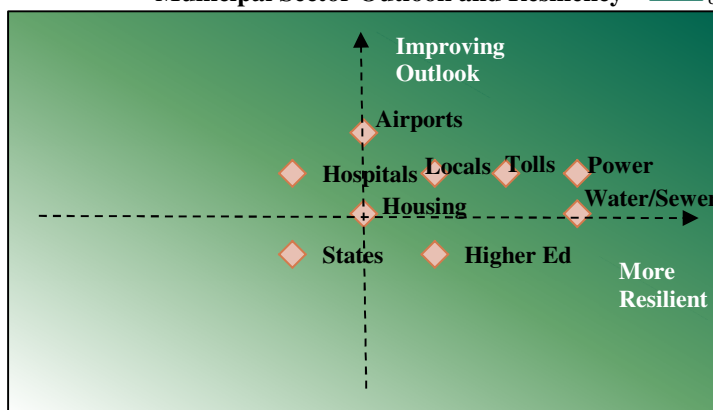 Municipal Sector Outlook and Resiliency
Improving
Outlook
Airports
Hospitals Locals Tolls Power
Housing Water/Sewer
States Higher Ed
More
Resilient